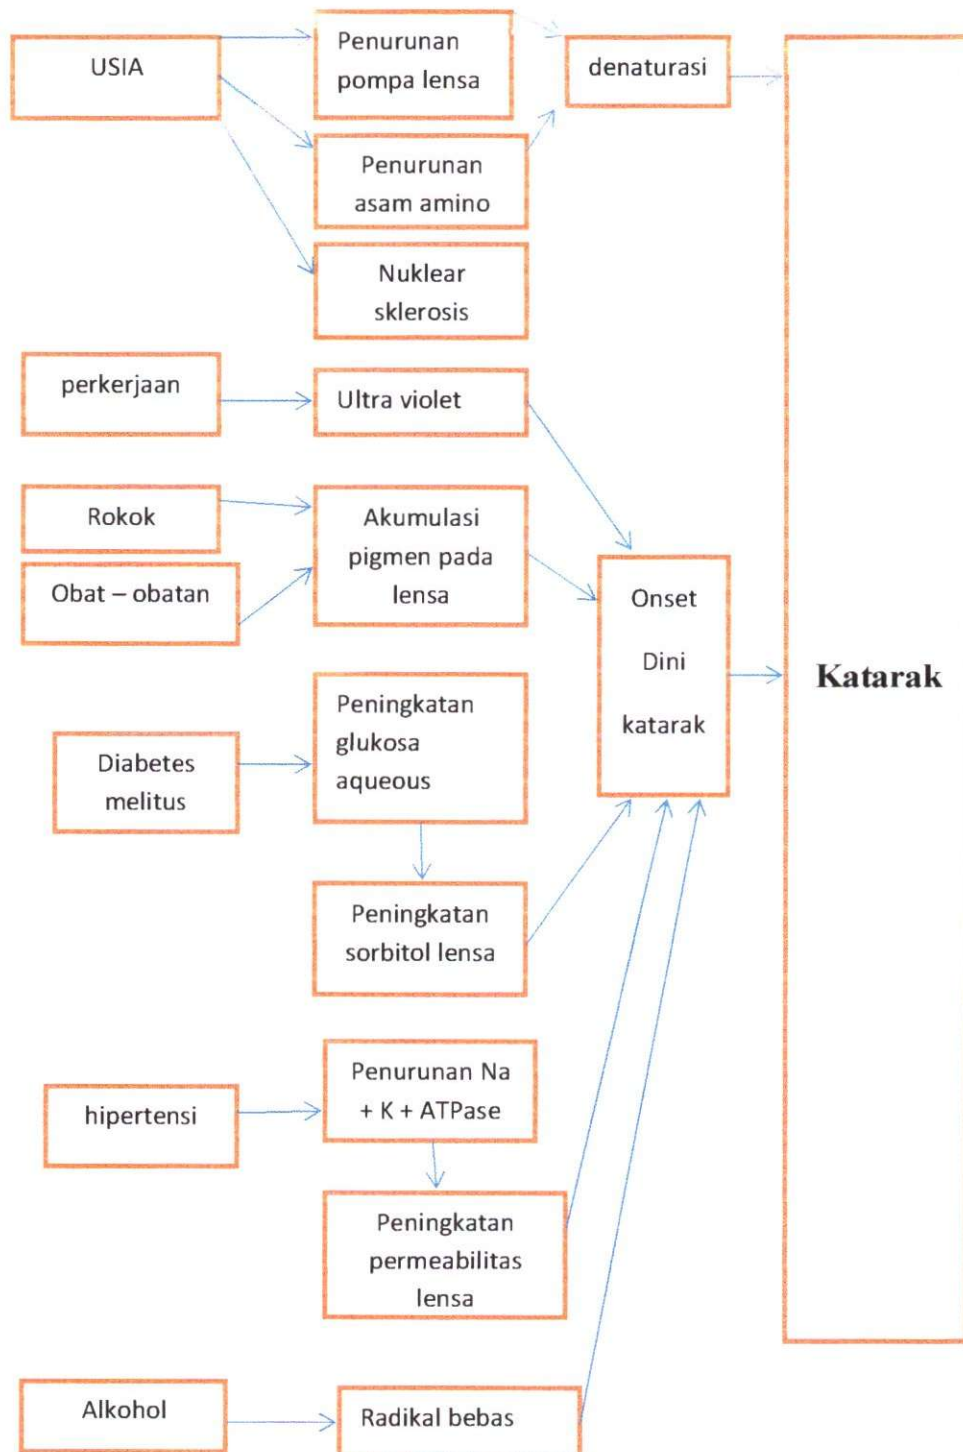 USIA
Penurunan
pompa lensa
denaturasi
Penurunan
asam amino
Nuklear
sklerosis
perkerjaan
Ultra violet
Rokok
Akumulasi
pigmen pada
lensa
Obat – obatan
Onset
Dini
katarak
Katarak
Peningkatan
glukosa
aqueous
Diabetes
melitus
Peningkatan
sorbitol lensa
Penurunan Na
+ K + ATPase
hipertensi
Peningkatan
permeabilitas
lensa
Alkohol
Radikal bebas